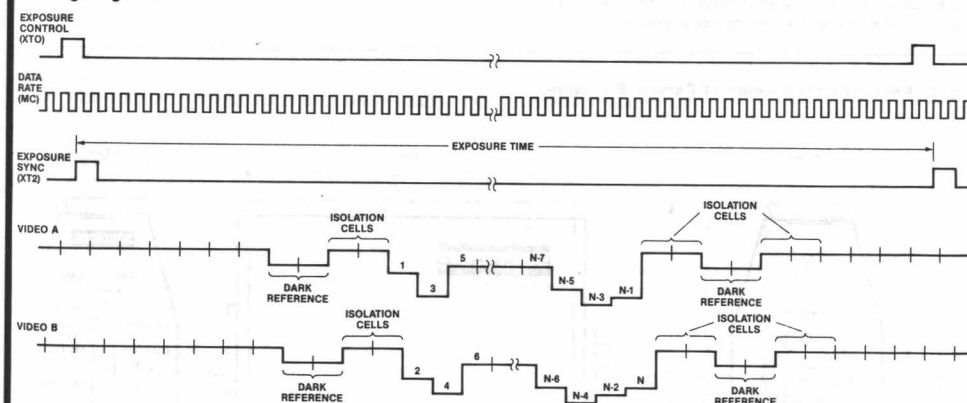 EXPOSURE
CONTROL
(XTO)
DATA
RATE
(MC)
EXPOSURE TIME
EXPOSURE
SYNC
(XT2)
ISOLATION
CELLS
ISOLATION
CELLS
VIDEO A
1
3
5
N-7
N-5
N-3
N-1
DARK
REFERENCE
DARK
REFERENCE
ISOLATION
CELLS
ISOLATION
CELLS
VIDEO B
2
4
6
N-6
N-4
N-2
N
DARK
REFERENCE
DARK
REFERENCE